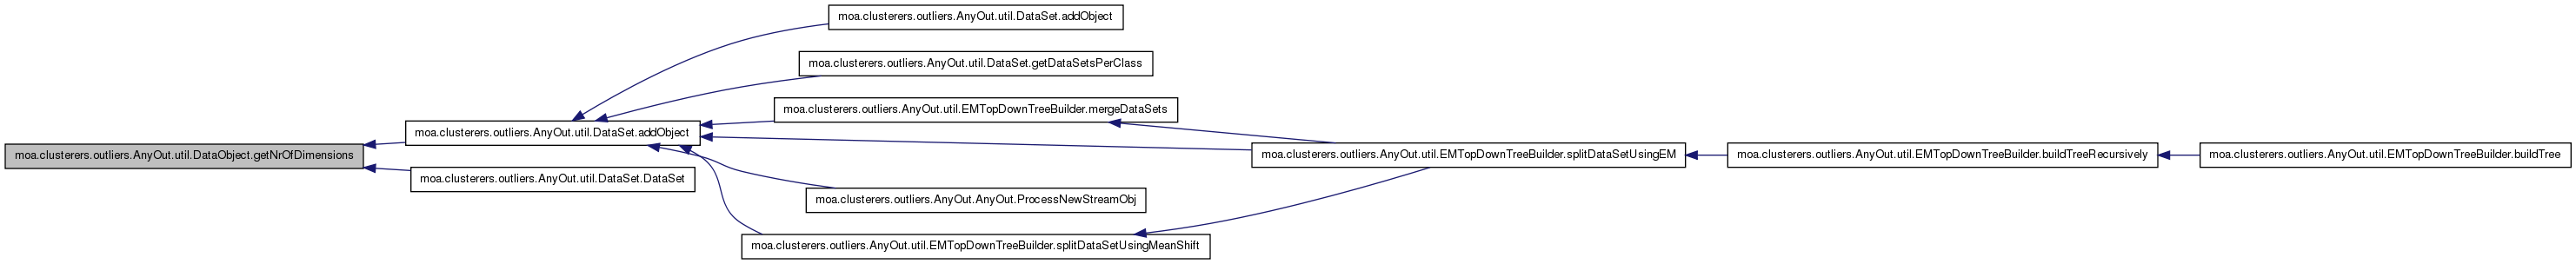 moa.clusterers.outliers.AnyOut.util.DataSet.addObject
moa.clusterers.outliers.AnyOut.util.DataSet.getDataSetsPerClass
moa.clusterers.outliers.AnyOut.util.EMTopDownTreeBuilder.mergeDataSets
moa.clusterers.outliers.AnyOut.util.DataSet.addObject
moa.clusterers.outliers.AnyOut.util.DataObject.getNrOfDimensions
moa.clusterers.outliers.AnyOut.util.EMTopDownTreeBuilder.splitDataSetUsingEM
moa.clusterers.outliers.AnyOut.util.EMTopDownTreeBuilder.buildTreeRecursively
moa.clusterers.outliers.AnyOut.util.EMTopDownTreeBuilder.buildTree
moa.clusterers.outliers.AnyOut.util.DataSet.DataSet
moa.clusterers.outliers.AnyOut.AnyOut.ProcessNewStreamObj
moa.clusterers.outliers.AnyOut.util.EMTopDownTreeBuilder.splitDataSetUsingMeanShift